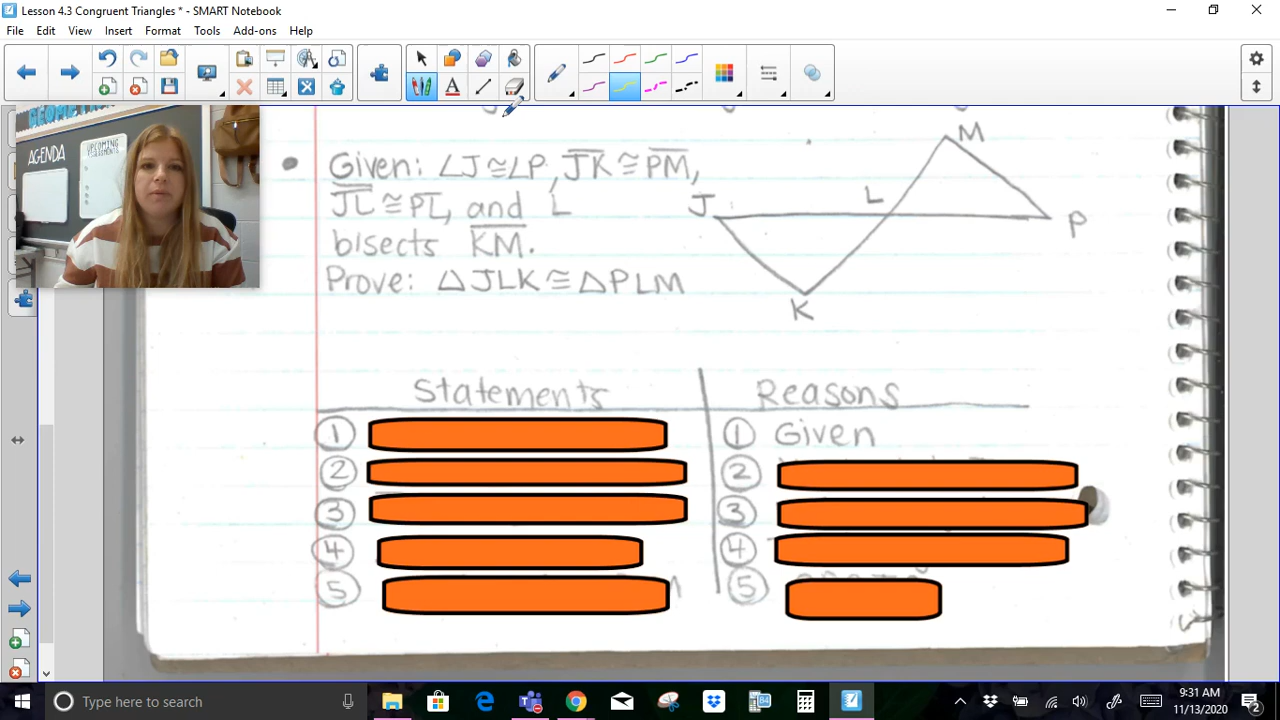 Lesson 4.3 Congruent Triangles * - SMART Notebook
File Edit View Insert Format Tools Add-ons Help
AGENDA
UPCOMING
M
• Given: ∠J≅∠P, JK≅PM,
JL≅PL, and L
bisects KM.
Prove: △JLK≅△PLM
J
L
P
K
Statements
Reasons
① ① Given
② ②
③ ③
④ ④
⑤ ⑤
Type here to search
9:31 AM
11/13/2020
2